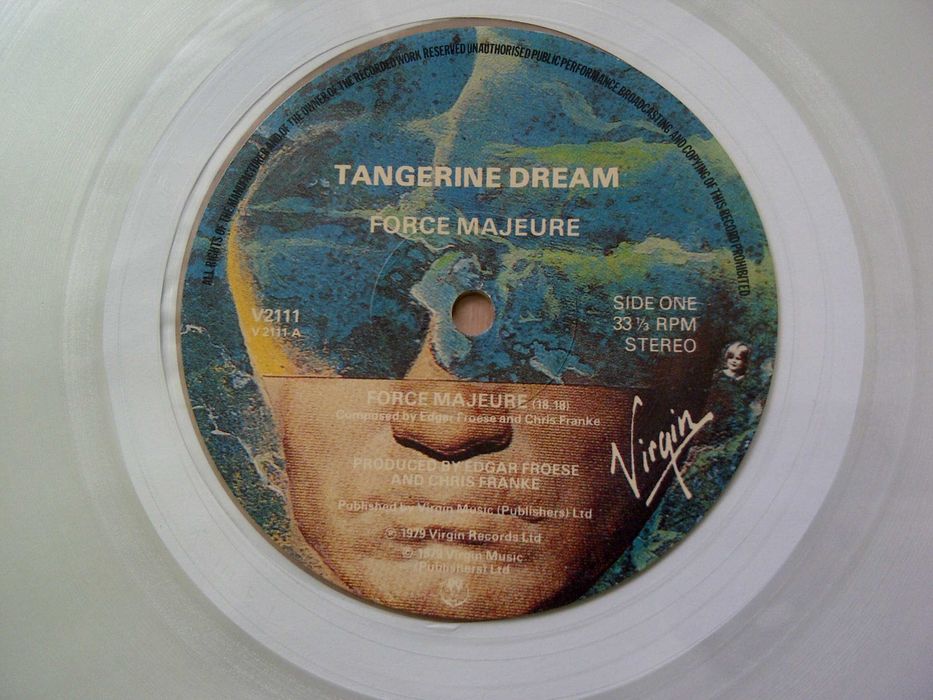 ALL RIGHTS OF THE MANUFACTURER AND OF THE OWNER OF THE RECORDED WORK RESERVED UNAUTHORISED PUBLIC PERFORMANCE BROADCASTING AND COPYING OF THIS RECORD PROHIBITED
TANGERINE DREAM
FORCE MAJEURE
V2111
V 2111 A
SIDE ONE
33 ⅓ RPM
STEREO
FORCE MAJEURE (18.18)
Composed by Edgar Froese and Chris Franke
Virgin
PRODUCED BY EDGAR FROESE
AND CHRIS FRANKE
Published by Virgin Music (Publishers) Ltd
℗ 1979 Virgin Records Ltd
© 1979 Virgin Music
(Publishers) Ltd